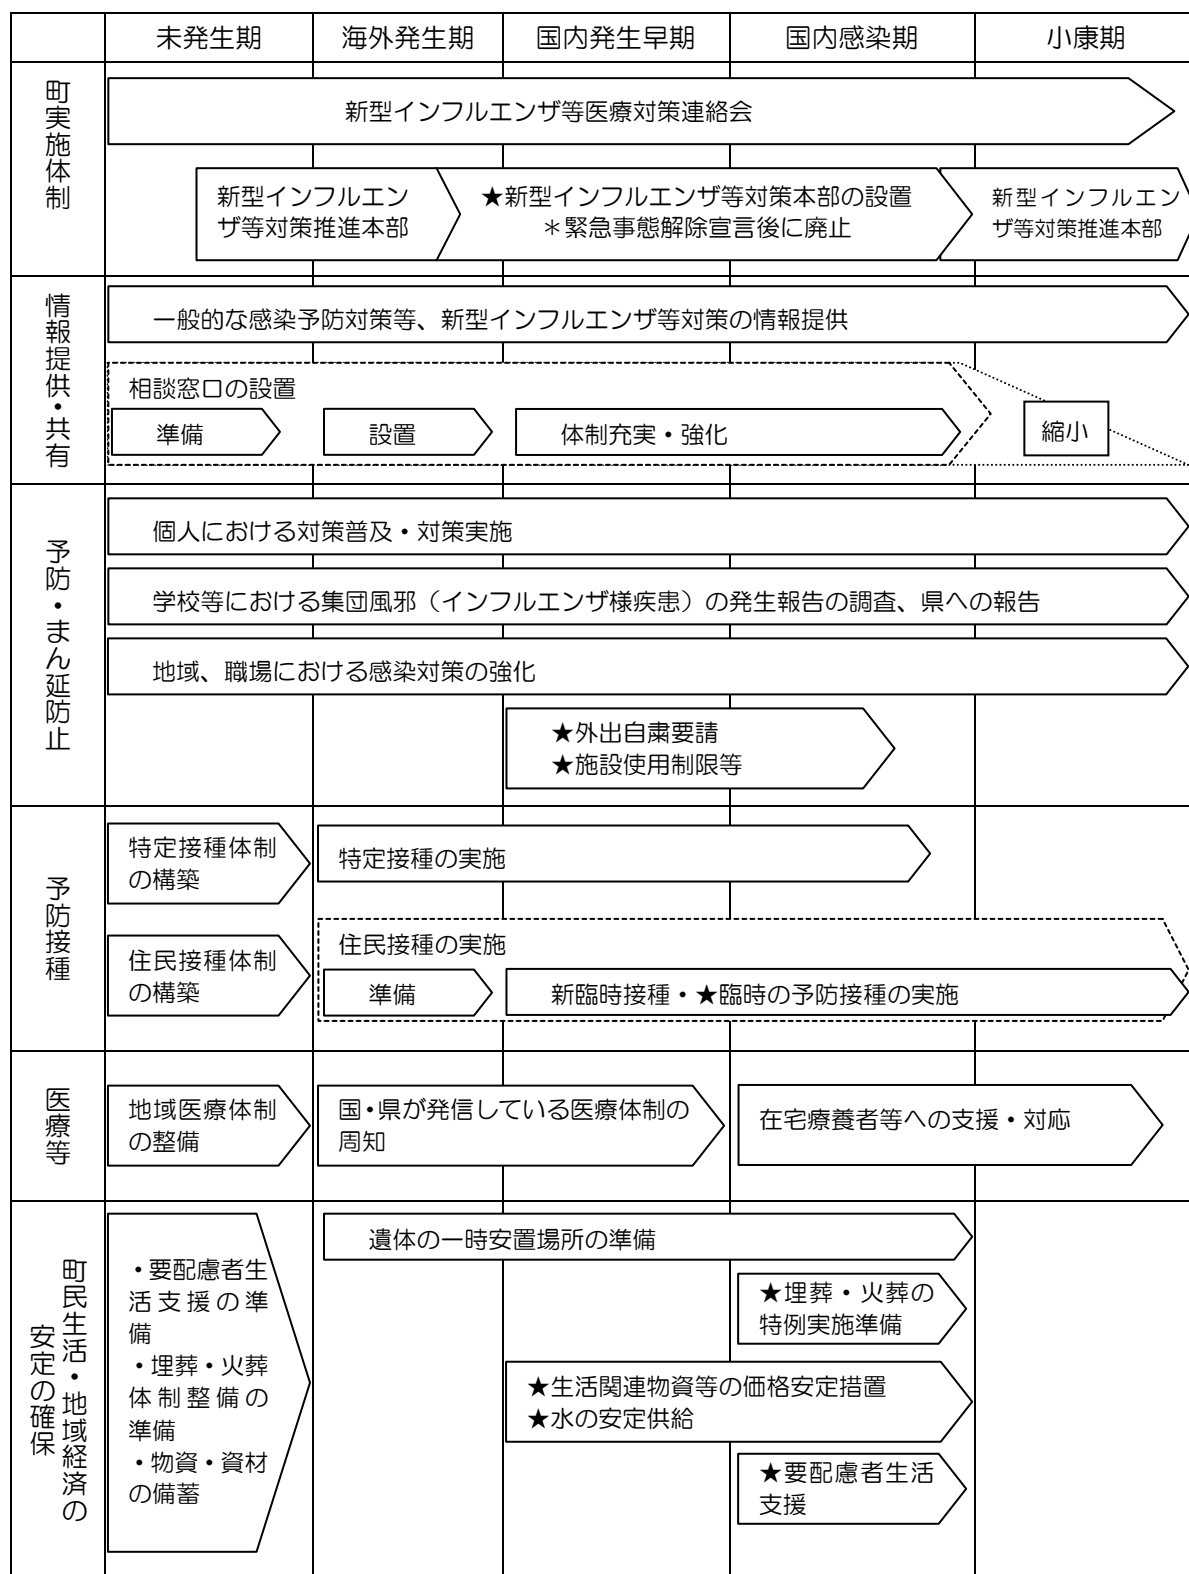 未発生期
海外発生期
国内発生早期
国内感染期
小康期
町実施体制
新型インフルエンザ等医療対策連絡会
新型インフルエン
ザ等対策推進本部
★新型インフルエンザ等対策本部の設置
＊緊急事態解除宣言後に廃止
新型インフルエン
ザ等対策推進本部
情報提供・共有
一般的な感染予防対策等、新型インフルエンザ等対策の情報提供
相談窓口の設置
準備
設置
体制充実・強化
縮小
予防・まん延防止
個人における対策普及・対策実施
学校等における集団風邪（インフルエンザ様疾患）の発生報告の調査、県への報告
地域、職場における感染対策の強化
★外出自粛要請
★施設使用制限等
予防接種
特定接種体制
の構築
特定接種の実施
住民接種体制
の構築
住民接種の実施
準備
新臨時接種・★臨時の予防接種の実施
医療等
地域医療体制
の整備
国・県が発信している医療体制の
周知
在宅療養者等への支援・対応
町民生活・地域経済の
安定の確保
・要配慮者生
活支援の準
備
・埋葬・火葬
体制整備の
準備
・物資・資材
の備蓄
遺体の一時安置場所の準備
★埋葬・火葬の
特例実施準備
★生活関連物資等の価格安定措置
★水の安定供給
★要配慮者生活
支援